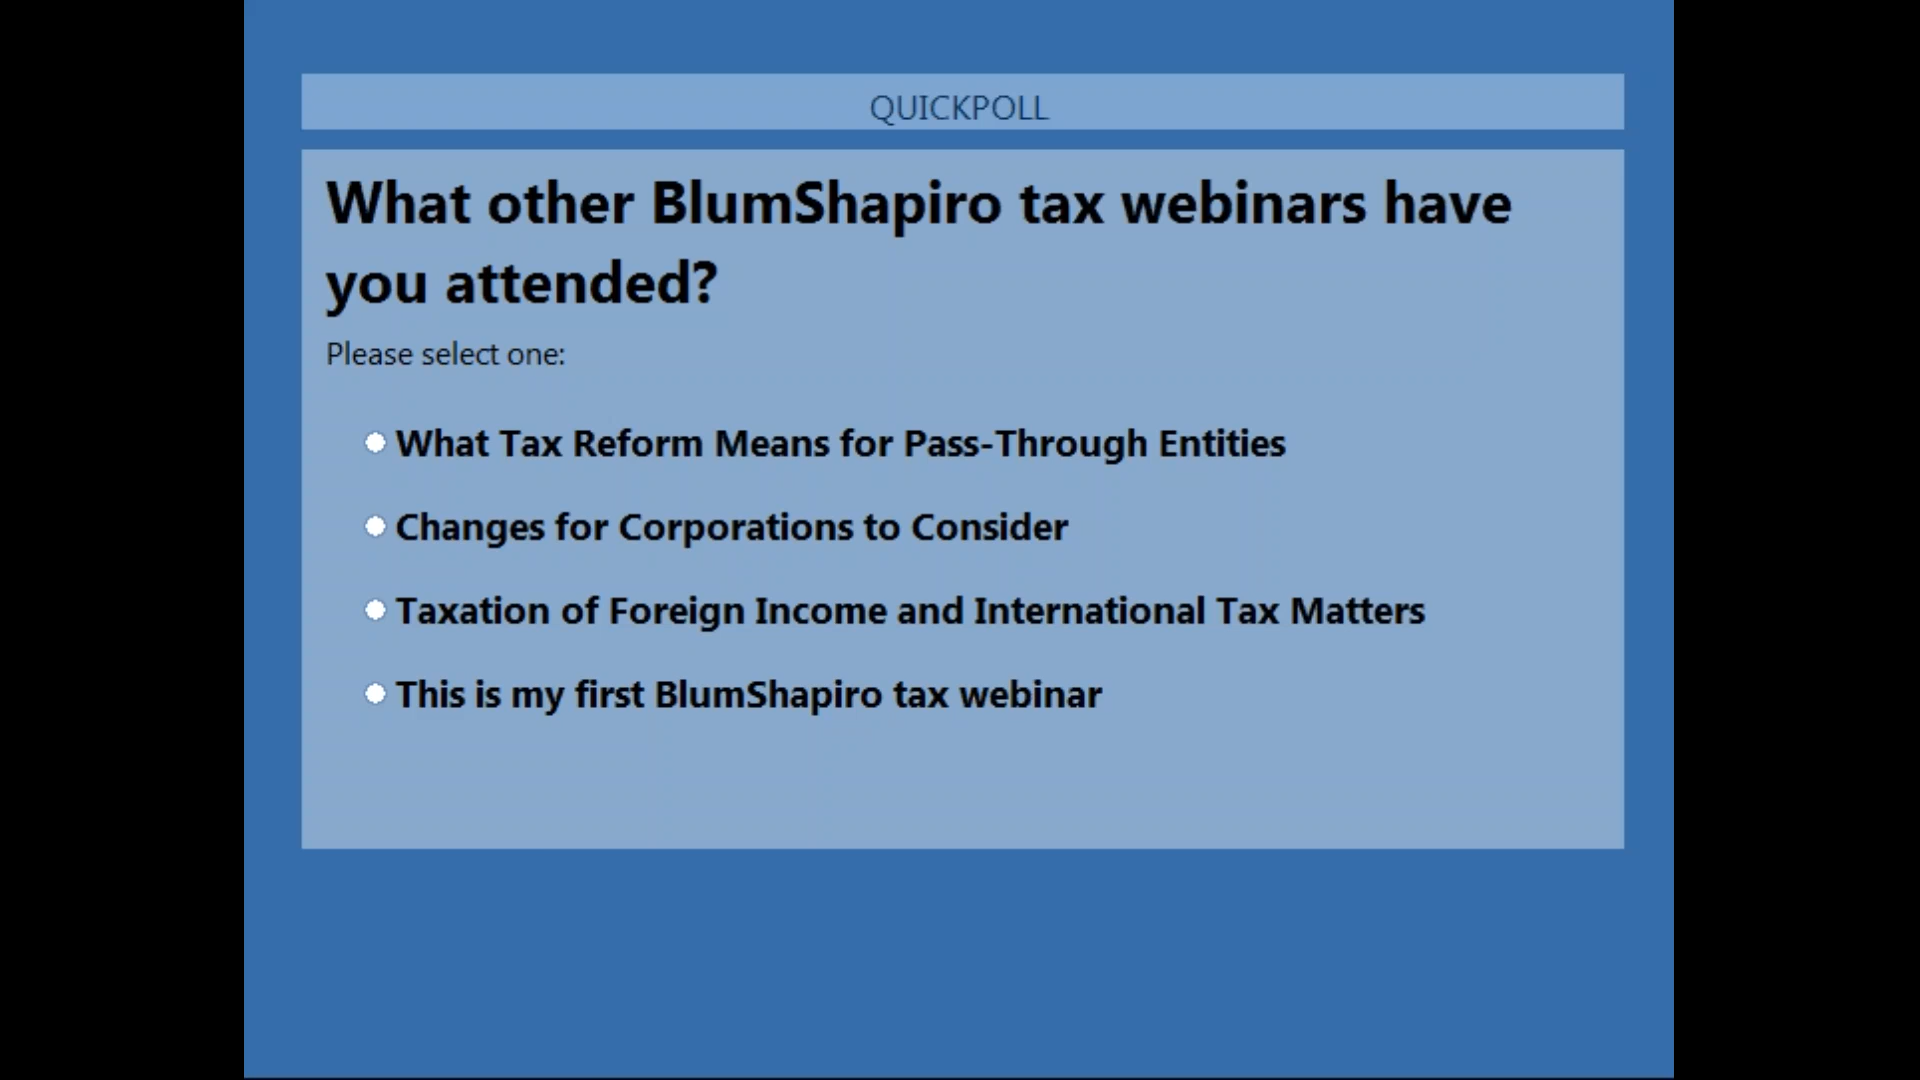 QUICKPOLL
What other BlumShapiro tax webinars have
you attended?
Please select one:
What Tax Reform Means for Pass-Through Entities
Changes for Corporations to Consider
Taxation of Foreign Income and International Tax Matters
This is my first BlumShapiro tax webinar